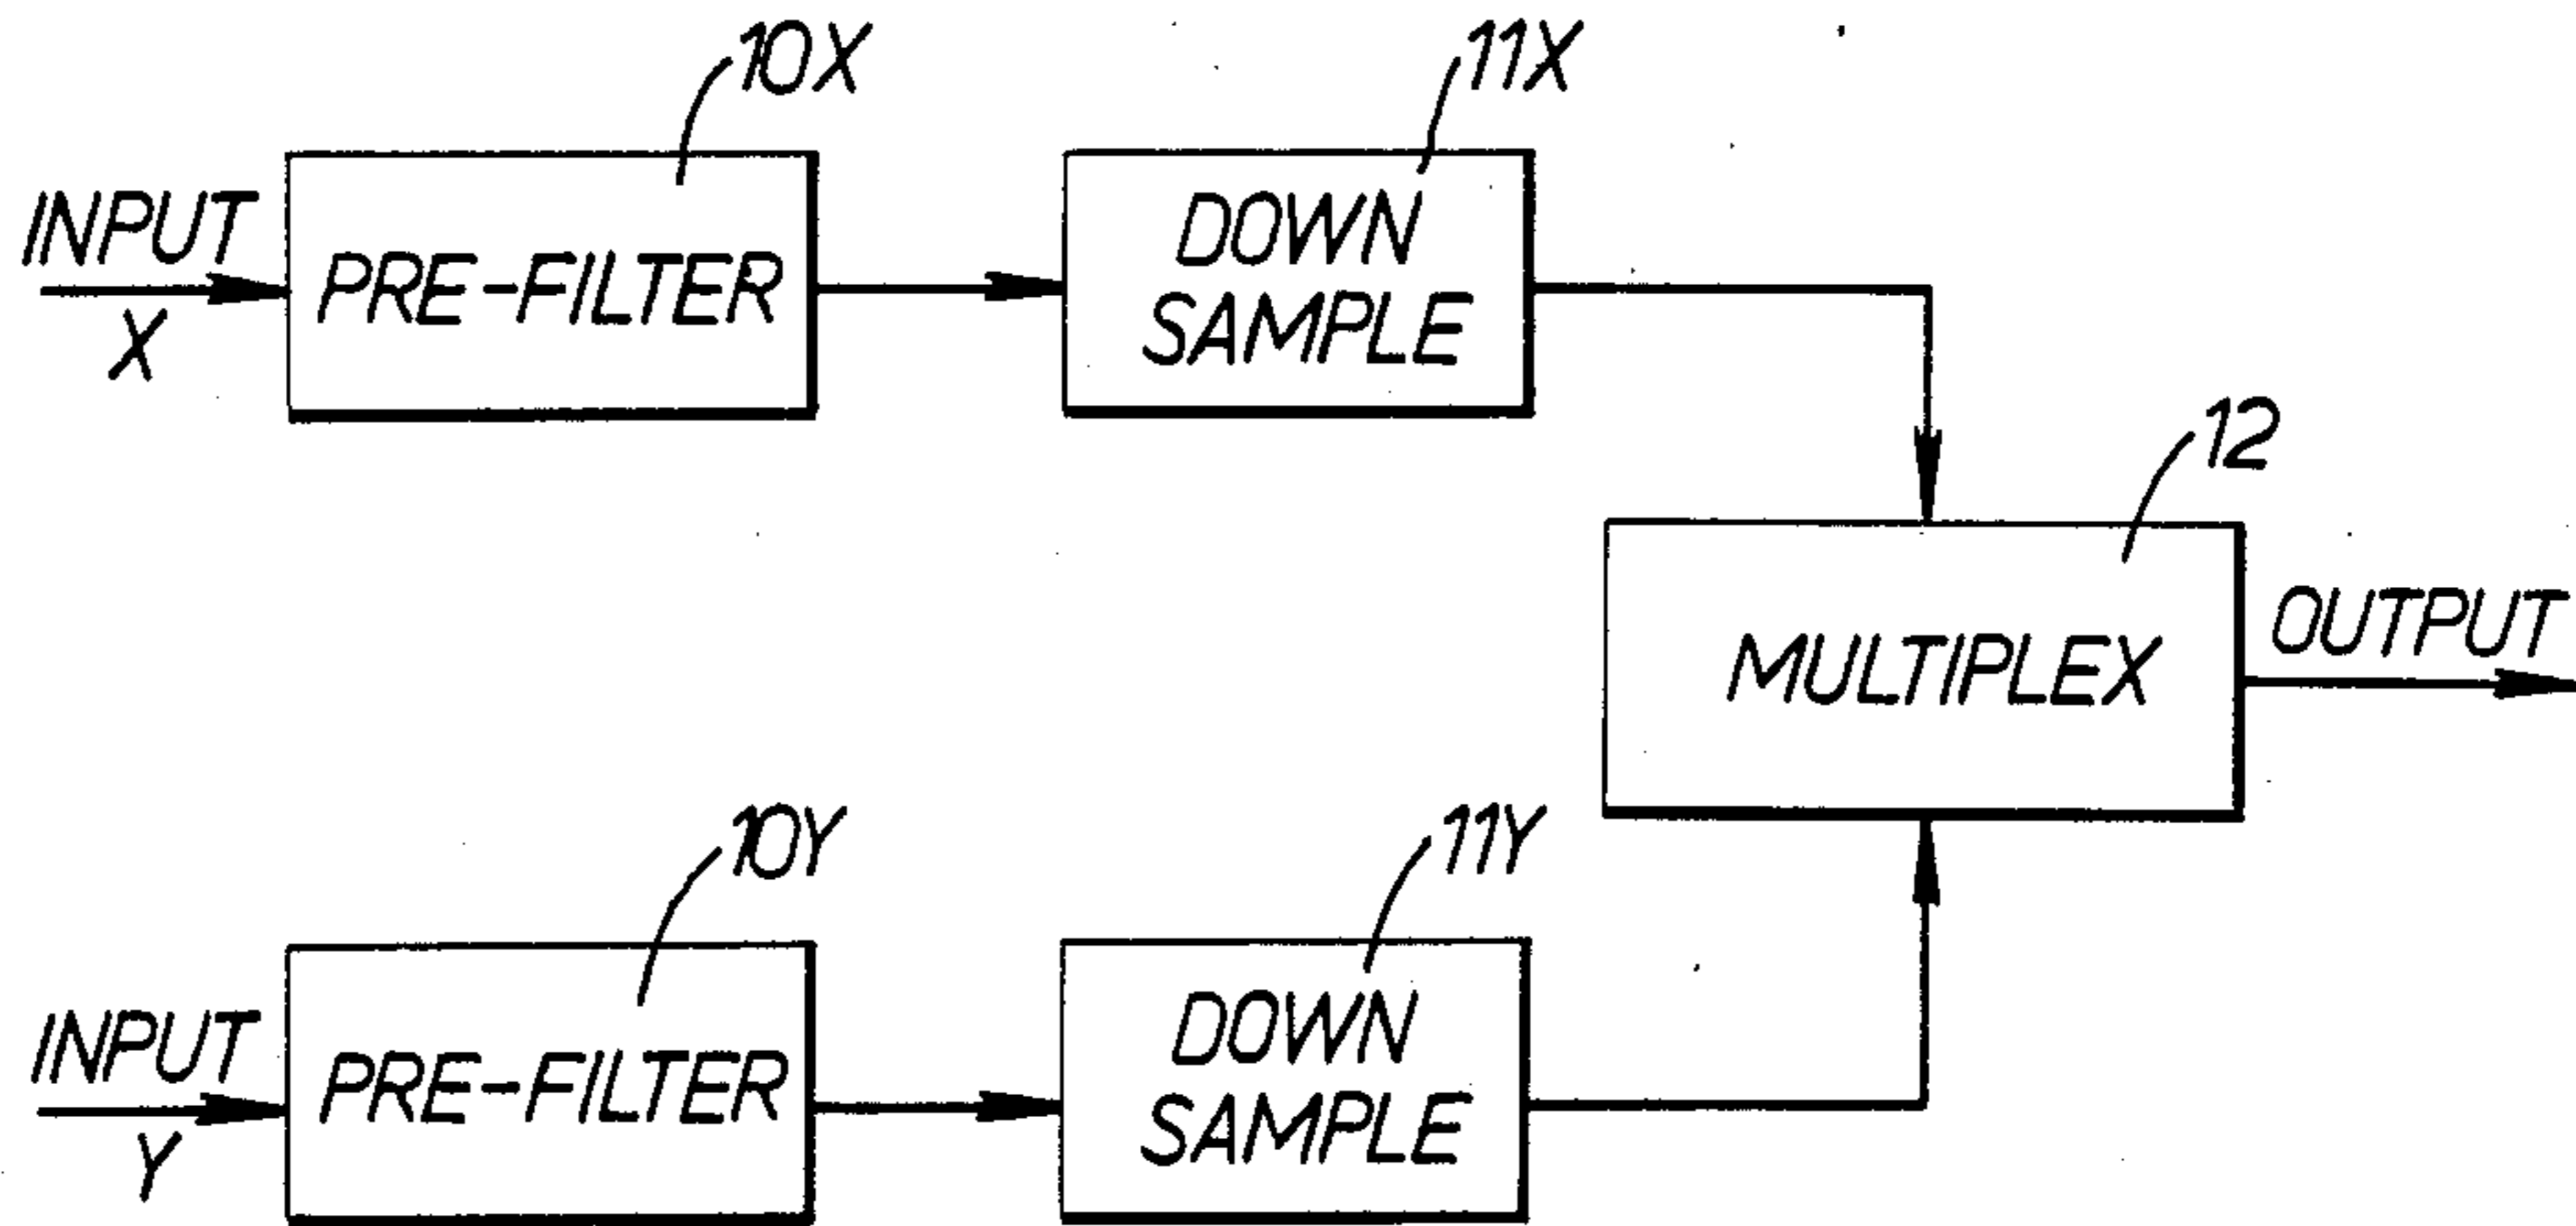 10X
11X
INPUT
X
PRE-FILTER
DOWN
SAMPLE
12
MULTIPLEX
OUTPUT
10Y
11Y
INPUT
Y
PRE-FILTER
DOWN
SAMPLE